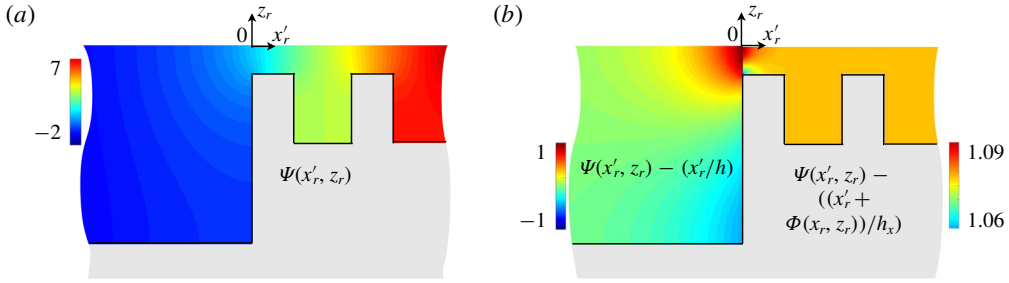 (a)
z_r
0
x′_r
7
−2
Ψ(x′_r, z_r)
(b)
z_r
0
x′_r
1
−1
Ψ(x′_r, z_r) − (x′_r/h)
Ψ(x′_r, z_r) −
((x′_r +
Φ(x_r, z_r))/h_x)
1.09
1.06